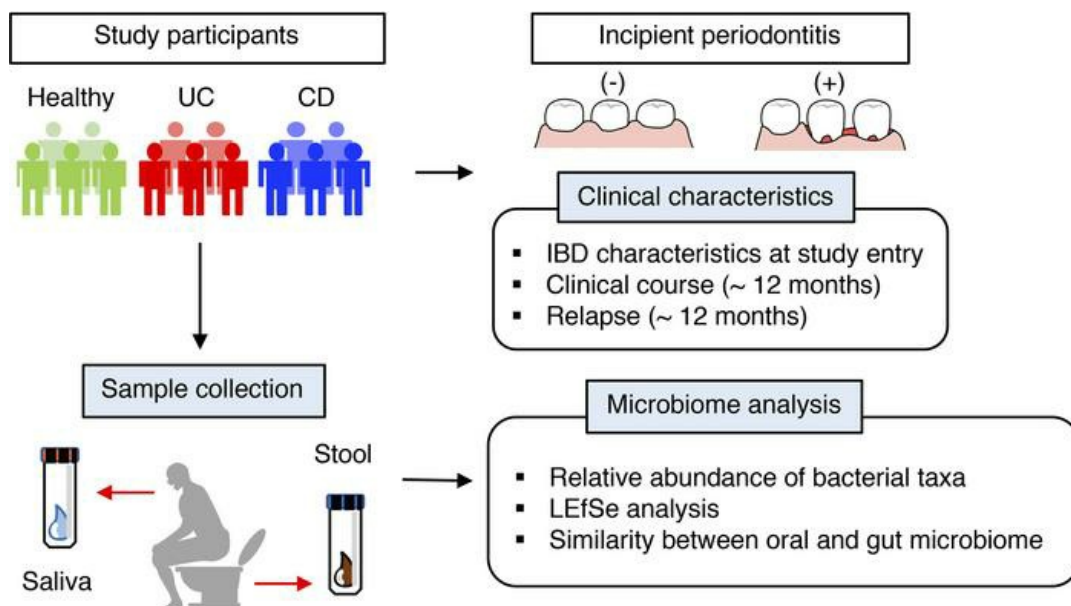 Study participants
Healthy UC CD
Incipient periodontitis
(-) (+)
Clinical characteristics
▪ IBD characteristics at study entry
▪ Clinical course (~ 12 months)
▪ Relapse (~ 12 months)
Sample collection
Stool
Saliva
Microbiome analysis
▪ Relative abundance of bacterial taxa
▪ LEfSe analysis
▪ Similarity between oral and gut microbiome